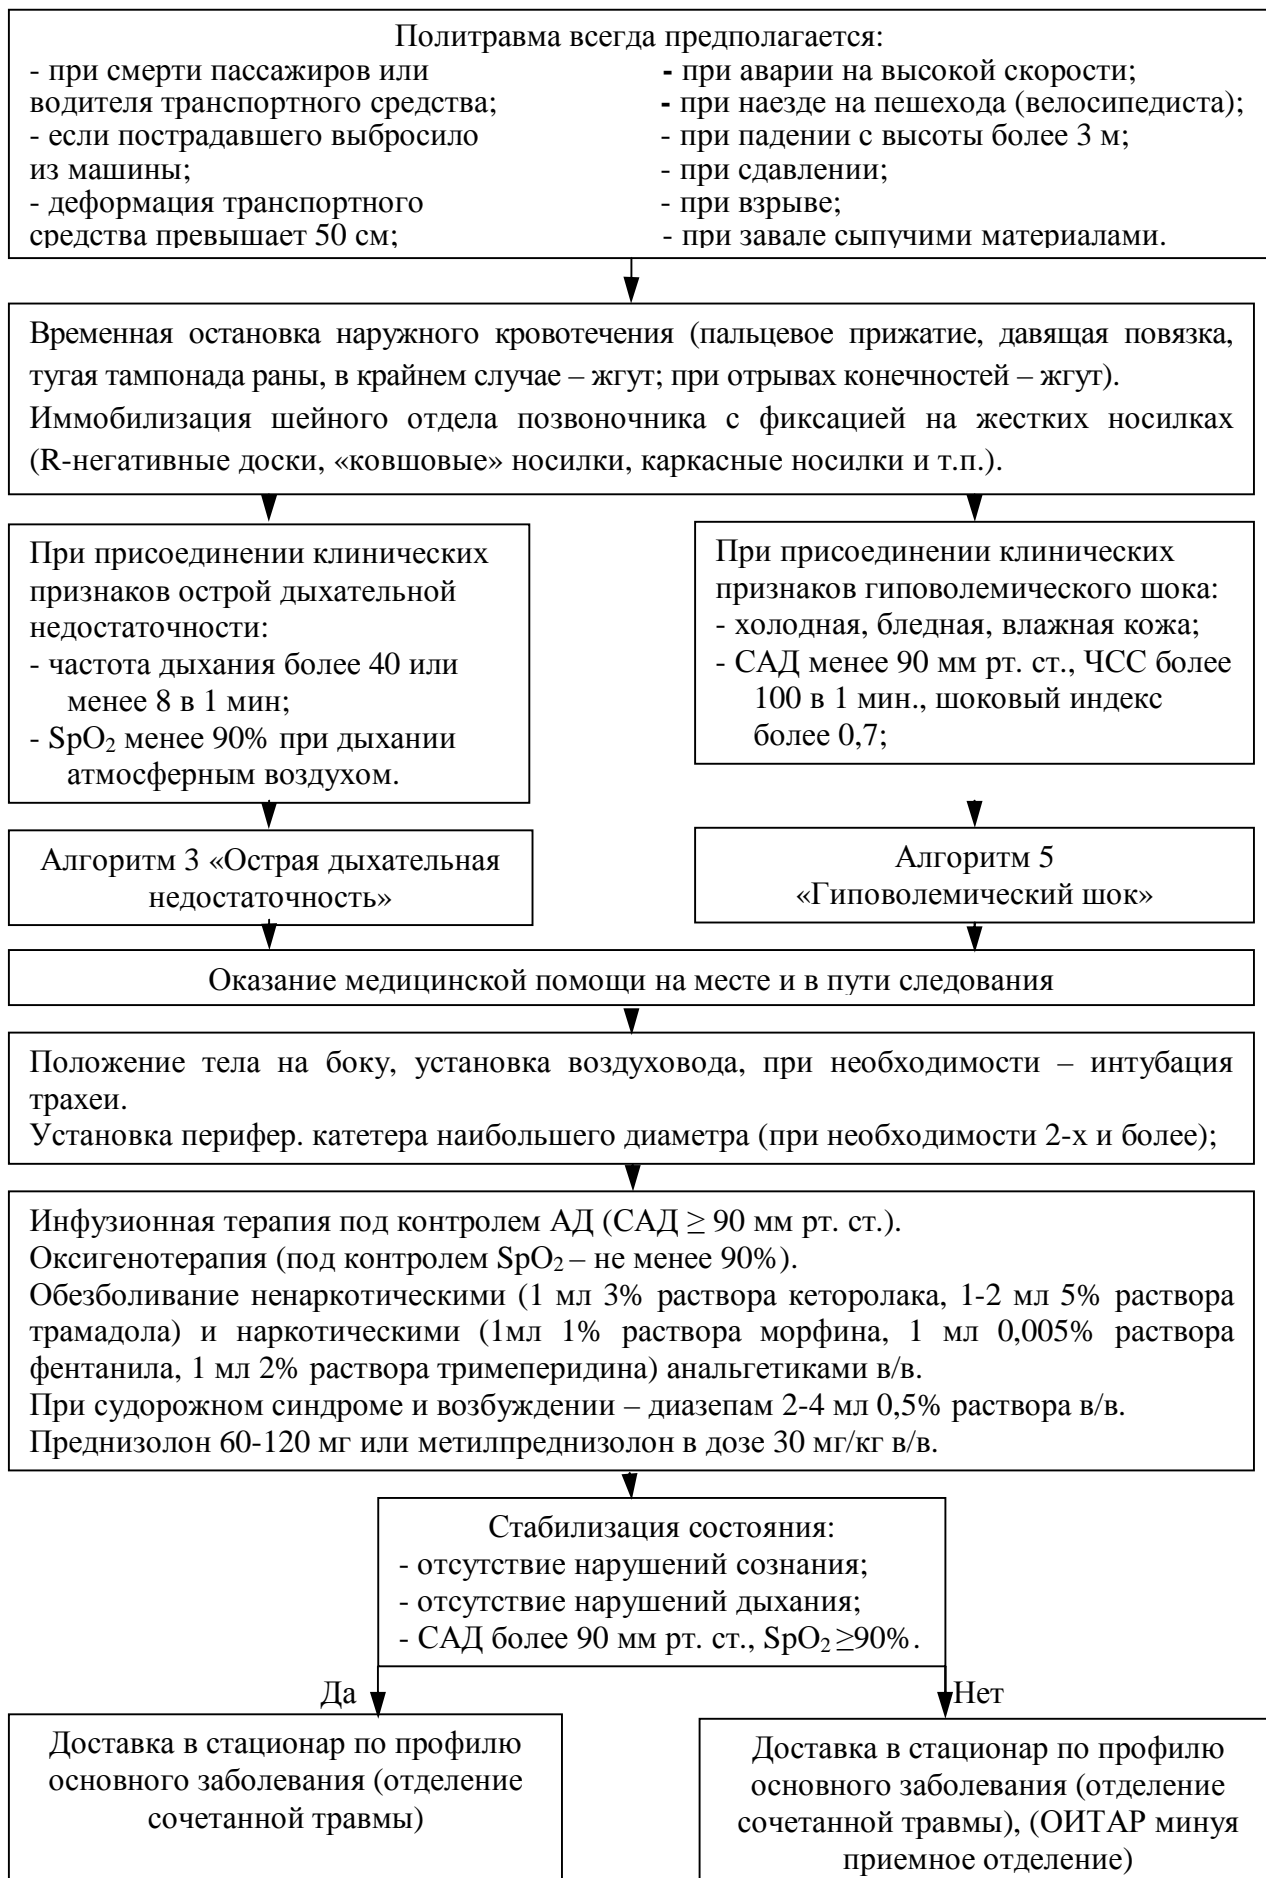 Политравма всегда предполагается:
- при смерти пассажиров или
водителя транспортного средства;
- если пострадавшего выбросило
из машины;
- деформация транспортного
средства превышает 50 см;
- при аварии на высокой скорости;
- при наезде на пешехода (велосипедиста);
- при падении с высоты более 3 м;
- при сдавлении;
- при взрыве;
- при завале сыпучими материалами.
Временная остановка наружного кровотечения (пальцевое прижатие, давящая повязка,
тугая тампонада раны, в крайнем случае – жгут; при отрывах конечностей – жгут).
Иммобилизация шейного отдела позвоночника с фиксацией на жестких носилках
(R-негативные доски, «ковшовые» носилки, каркасные носилки и т.п.).
При присоединении клинических
признаков острой дыхательной
недостаточности:
- частота дыхания более 40 или
менее 8 в 1 мин;
- SpO₂ менее 90% при дыхании
атмосферным воздухом.
При присоединении клинических
признаков гиповолемического шока:
- холодная, бледная, влажная кожа;
- САД менее 90 мм рт. ст., ЧСС более
100 в 1 мин., шоковый индекс
более 0,7;
Алгоритм 3 «Острая дыхательная
недостаточность»
Алгоритм 5
«Гиповолемический шок»
Оказание медицинской помощи на месте и в пути следования
Положение тела на боку, установка воздуховода, при необходимости – интубация
трахеи.
Установка перифер. катетера наибольшего диаметра (при необходимости 2-х и более);
Инфузионная терапия под контролем АД (САД ≥ 90 мм рт. ст.).
Оксигенотерапия (под контролем SpO₂ – не менее 90%).
Обезболивание ненаркотическими (1 мл 3% раствора кеторолака, 1-2 мл 5% раствора
трамадола) и наркотическими (1мл 1% раствора морфина, 1 мл 0,005% раствора
фентанила, 1 мл 2% раствора тримеперидина) анальгетиками в/в.
При судорожном синдроме и возбуждении – диазепам 2-4 мл 0,5% раствора в/в.
Преднизолон 60-120 мг или метилпреднизолон в дозе 30 мг/кг в/в.
Стабилизация состояния:
- отсутствие нарушений сознания;
- отсутствие нарушений дыхания;
- САД более 90 мм рт. ст., SpO₂ ≥90%.
Да
Нет
Доставка в стационар по профилю
основного заболевания (отделение
сочетанной травмы)
Доставка в стационар по профилю
основного заболевания (отделение
сочетанной травмы), (ОИТАР минуя
приемное отделение)